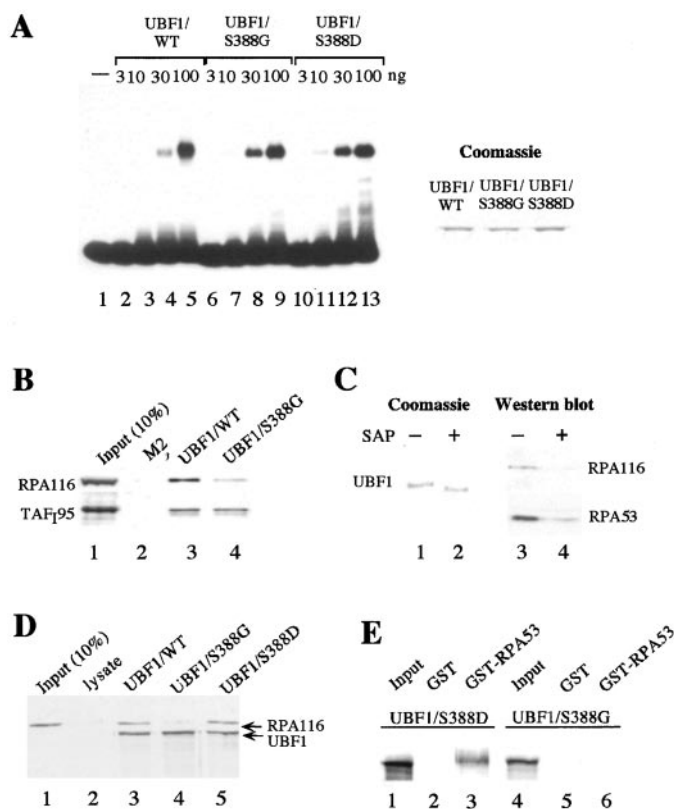 A
UBF1/ UBF1/ UBF1/
WT S388G S388D
— 3 10 30 100 3 10 30 100 3 10 30 100 ng
Coomassie
UBF1/ UBF1/ UBF1/
WT S388G S388D
1 2 3 4 5 6 7 8 9 10 11 12 13
B
Input (10%)
M2
UBF1/WT
UBF1/S388G
RPA116
TAFI95
1 2 3 4
C
Coomassie Western blot
SAP − + − +
RPA116
UBF1
RPA53
1 2 3 4
D
Input (10%)
lysate
UBF1/WT
UBF1/S388G
UBF1/S388D
RPA116
UBF1
1 2 3 4 5
E
Input
GST
GST-RPA53
Input
GST
GST-RPA53
UBF1/S388D UBF1/S388G
1 2 3 4 5 6